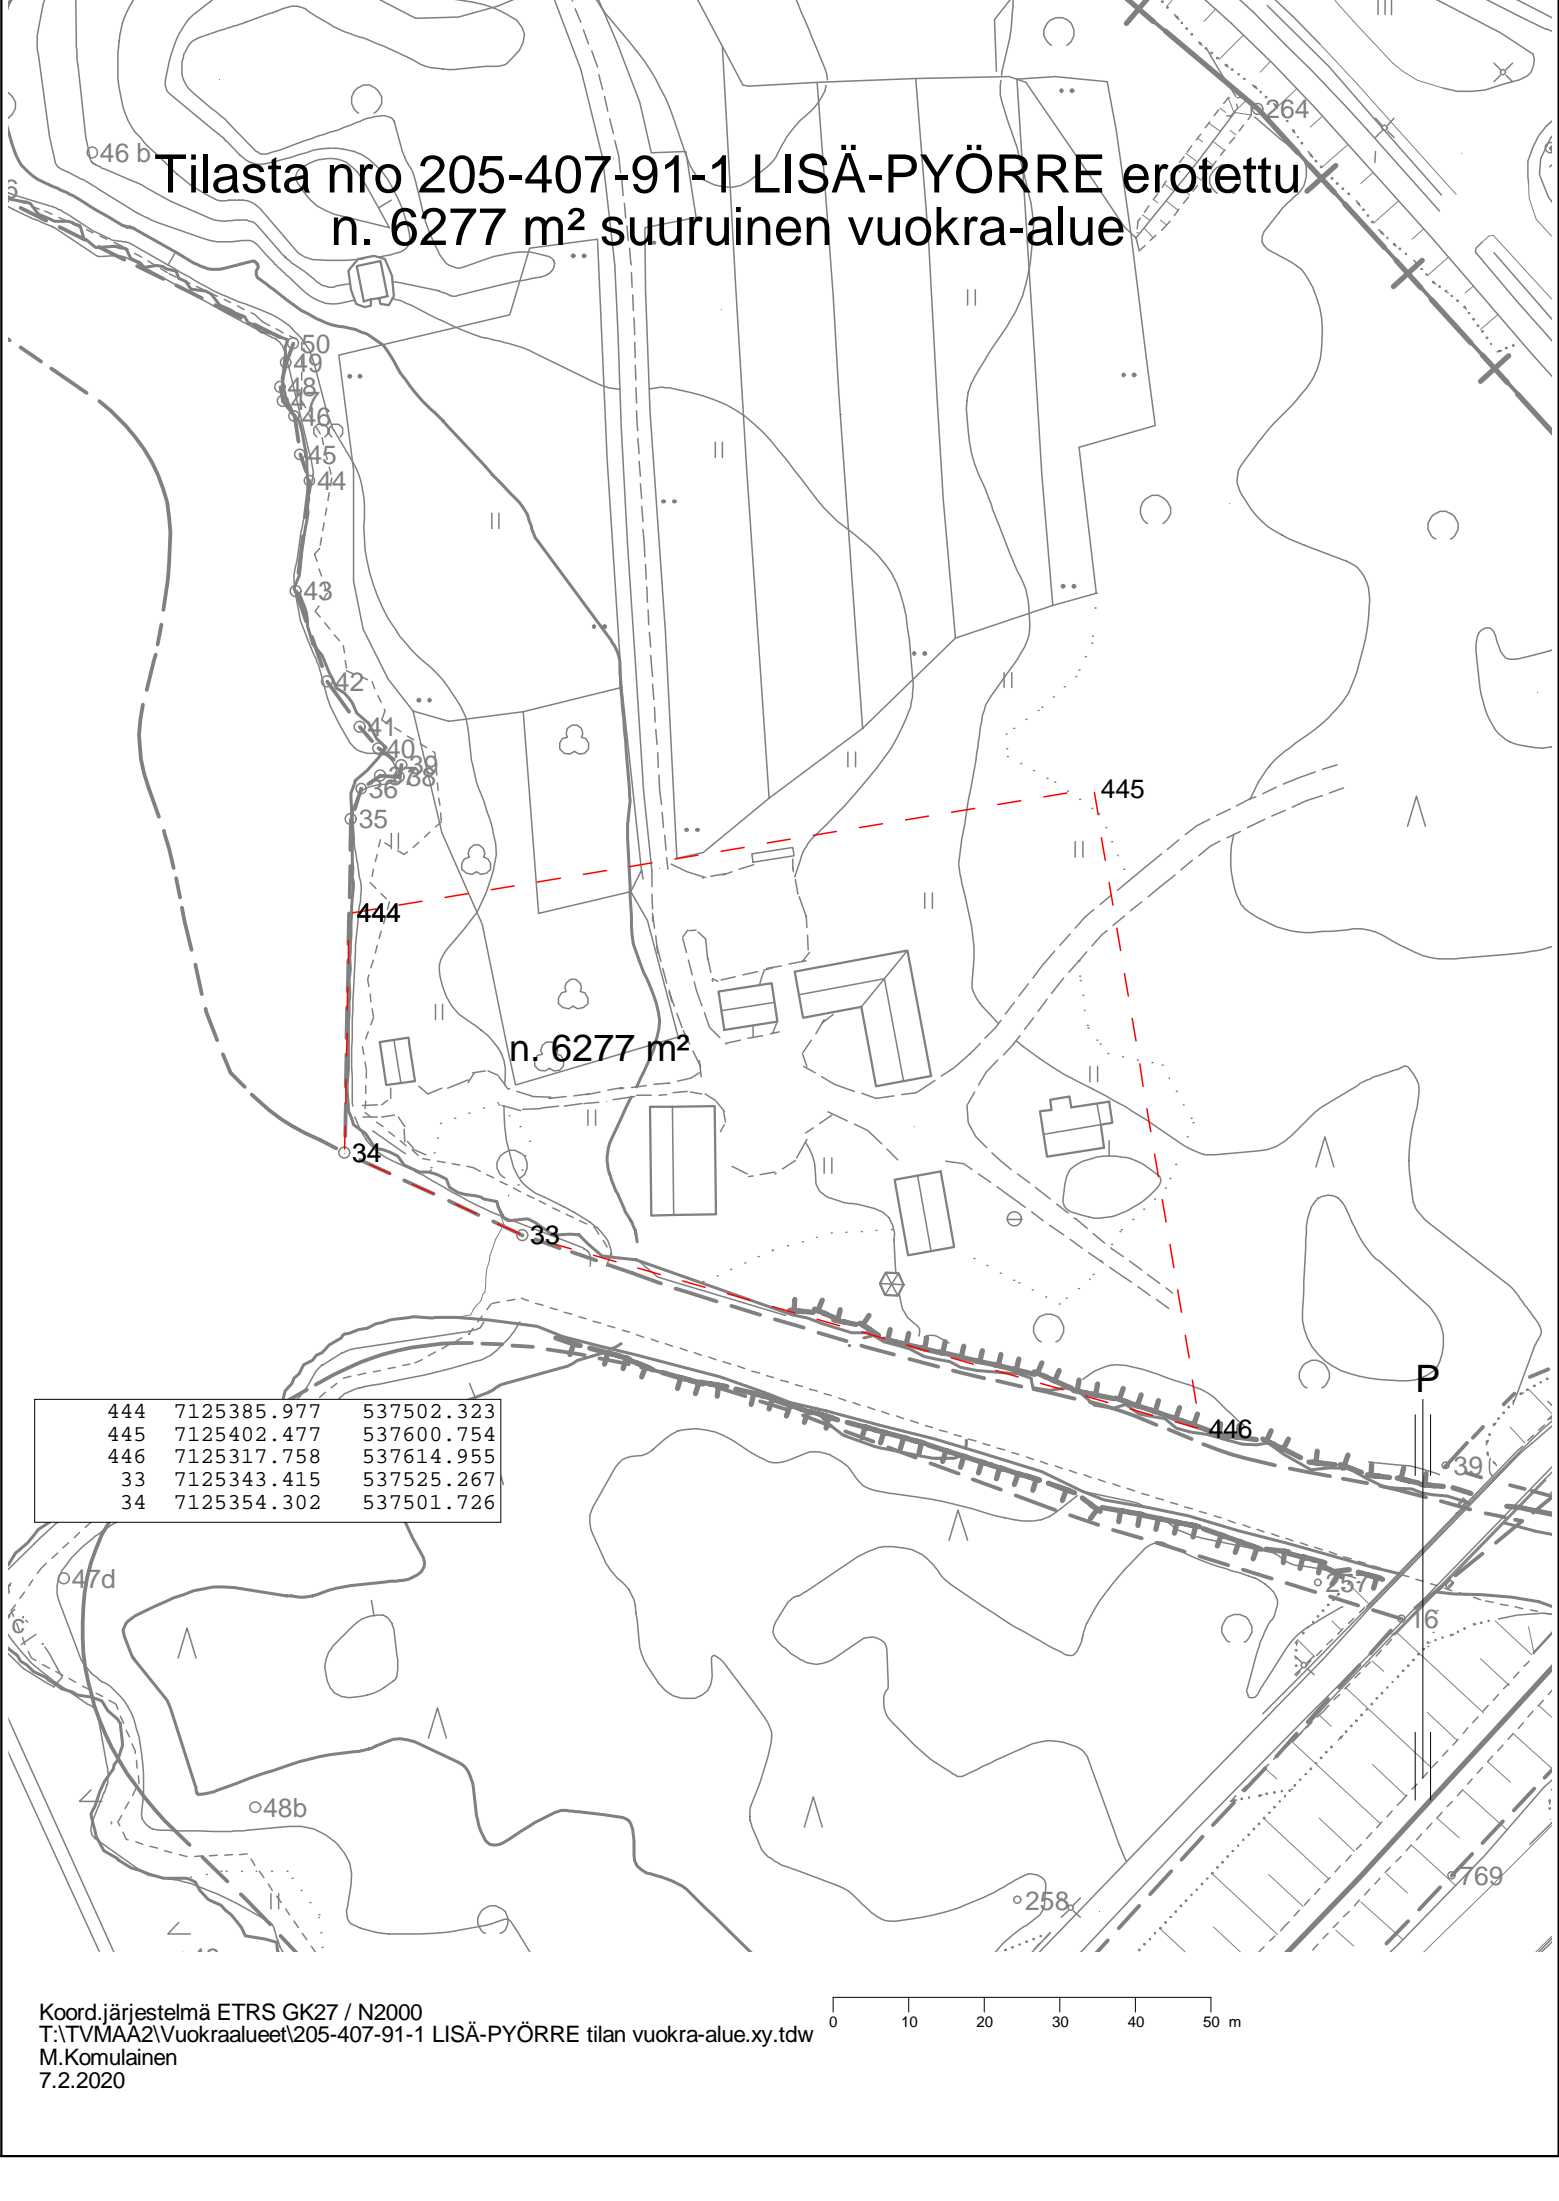 264
46 b
Tilasta nro 205-407-91-1 LISÄ-PYÖRRE erotettu
n. 6277 m² suuruinen vuokra-alue
50
49
48
47
46
45
44
43
42
41
40
39
37
38
36
35
445
444
n. 6277 m²
34
33
P
446
39
444 7125385.977 537502.323
445 7125402.477 537600.754
446 7125317.758 537614.955
33 7125343.415 537525.267
34 7125354.302 537501.726
47d
257
c
16
48b
769
258
Koord.järjestelmä ETRS GK27 / N2000
T:\TVMAA2\Vuokraalueet\205-407-91-1 LISÄ-PYÖRRE tilan vuokra-alue.xy.tdw
M.Komulainen
7.2.2020
0 10 20 30 40 50 m